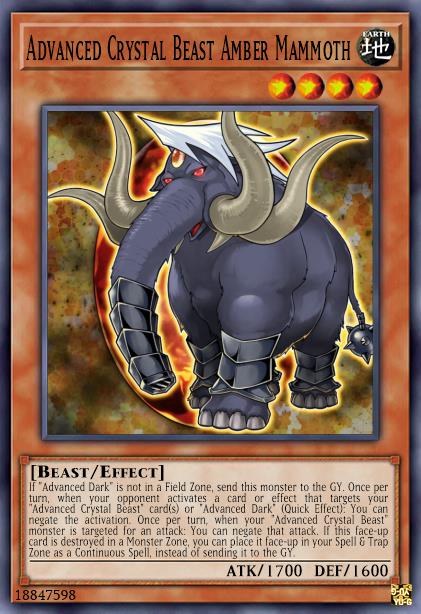 ADVANCED CRYSTAL BEAST AMBER MAMMOTH
EARTH
地
[BEAST/EFFECT]
If "Advanced Dark" is not in a Field Zone, send this monster to the GY. Once per
turn, when your opponent activates a card or effect that targets your
"Advanced Crystal Beast" card(s) or "Advanced Dark" (Quick Effect): You can
negate the activation. Once per turn, when your "Advanced Crystal Beast"
monster is targeted for an attack: You can negate that attack. If this face-up
card is destroyed in a Monster Zone, you can place it face-up in your Spell & Trap
Zone as a Continuous Spell, instead of sending it to the GY.
ATK/1700 DEF/1600
18847598